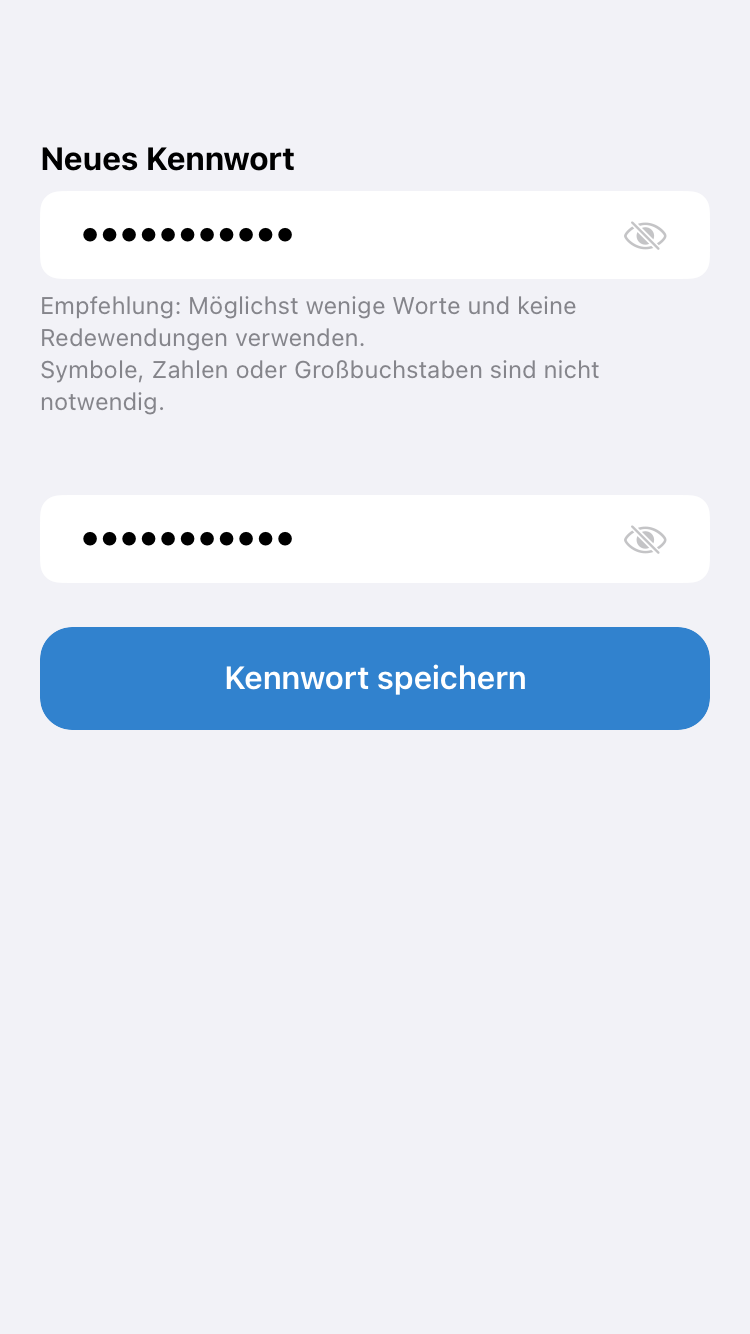 Neues Kennwort
•••••••••••
Empfehlung: Möglichst wenige Worte und keine
Redewendungen verwenden.
Symbole, Zahlen oder Großbuchstaben sind nicht
notwendig.
•••••••••••
Kennwort speichern